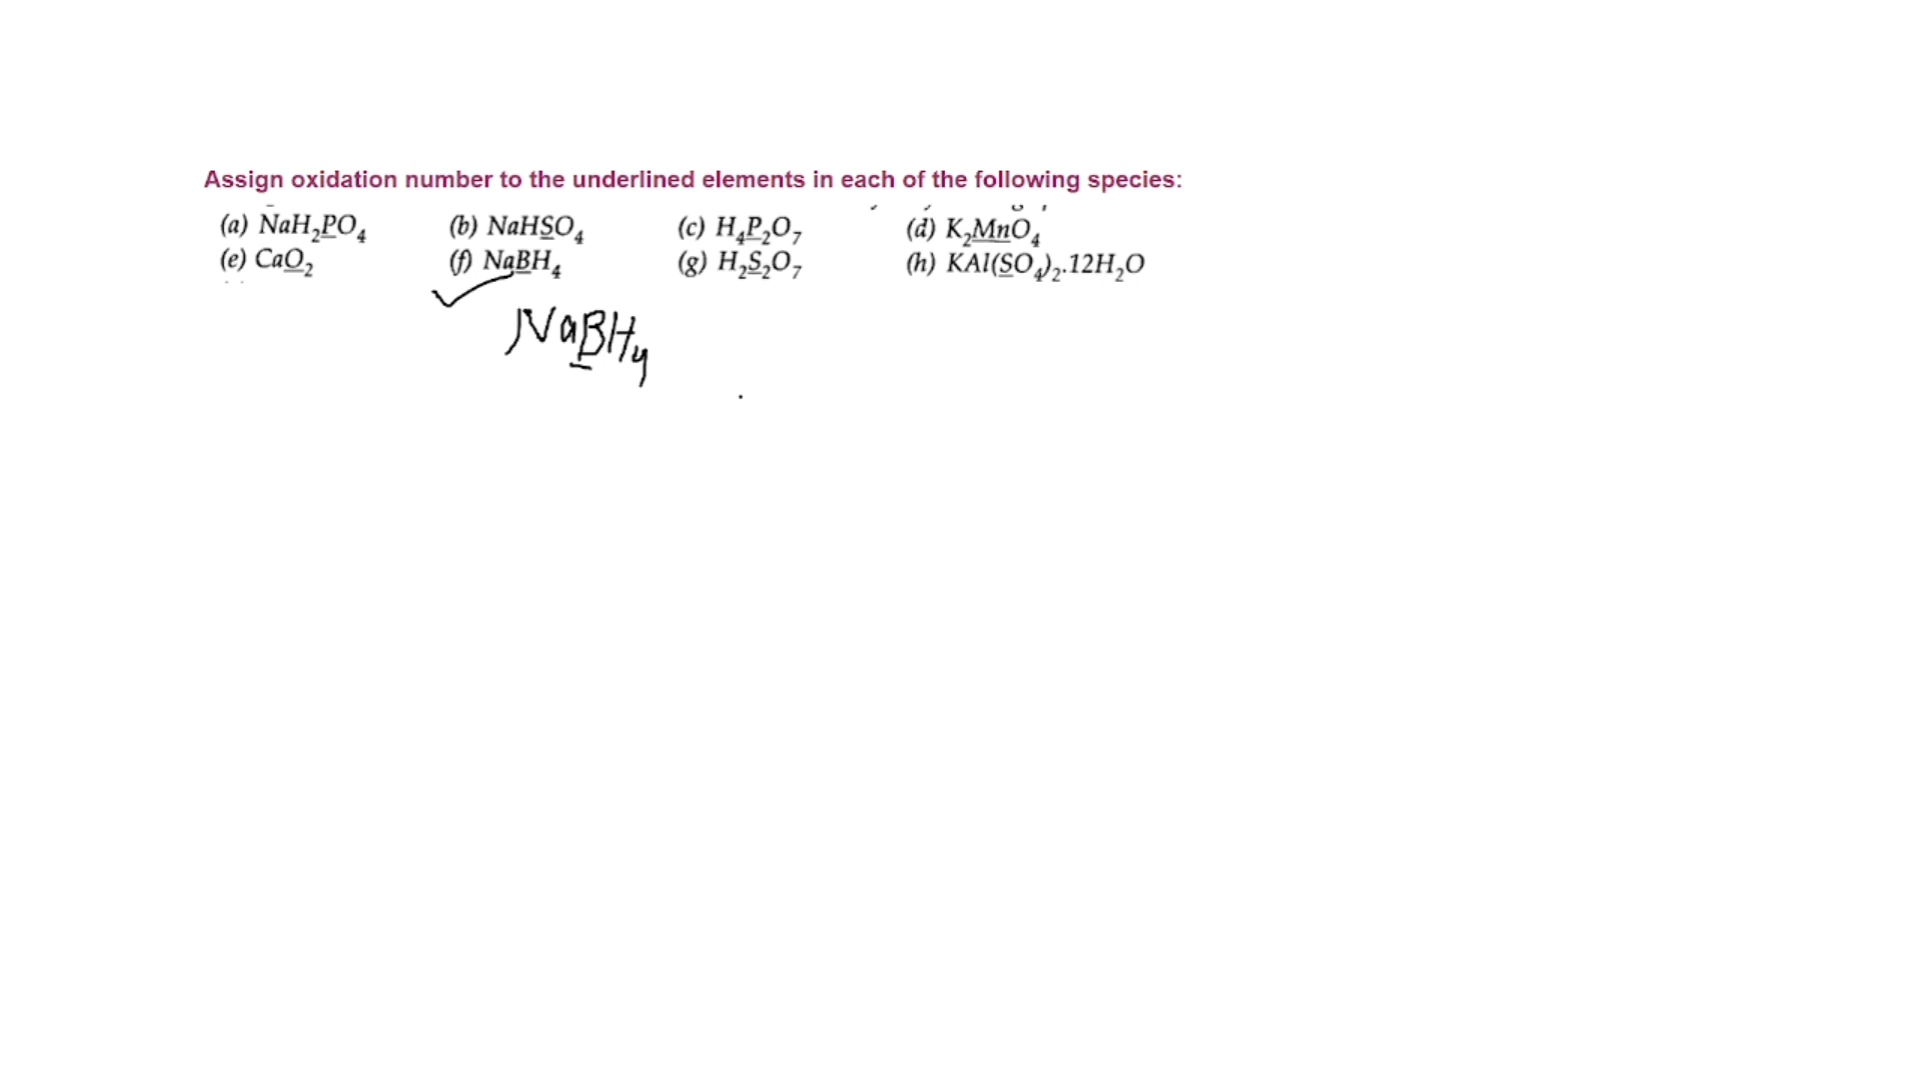 Assign oxidation number to the underlined elements in each of the following species:
(a) NaH₂PO₄ (b) NaHSO₄ (c) H₄P₂O₇ (d) K₂MnO₄
(e) CaO₂ (f) NaBH₄ (g) H₂S₂O₇ (h) KAl(SO₄)₂.12H₂O
NaBH₄